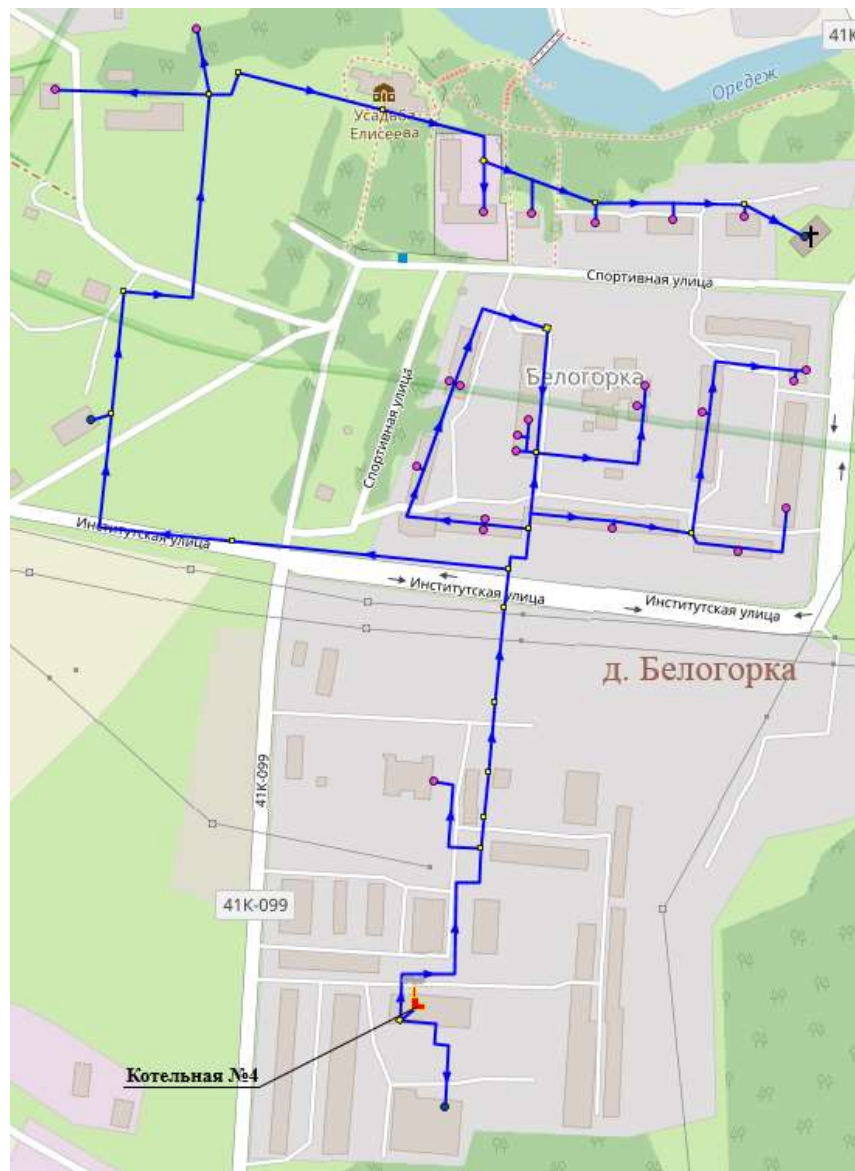 41К
Оредеж
Усадьба
Елисеева
Спортивная улица
Белогорка
Спортивная улица
Институтская улица
Институтская улица
Институтская улица
д. Белогорка
41К-099
41К-099
Котельная №4